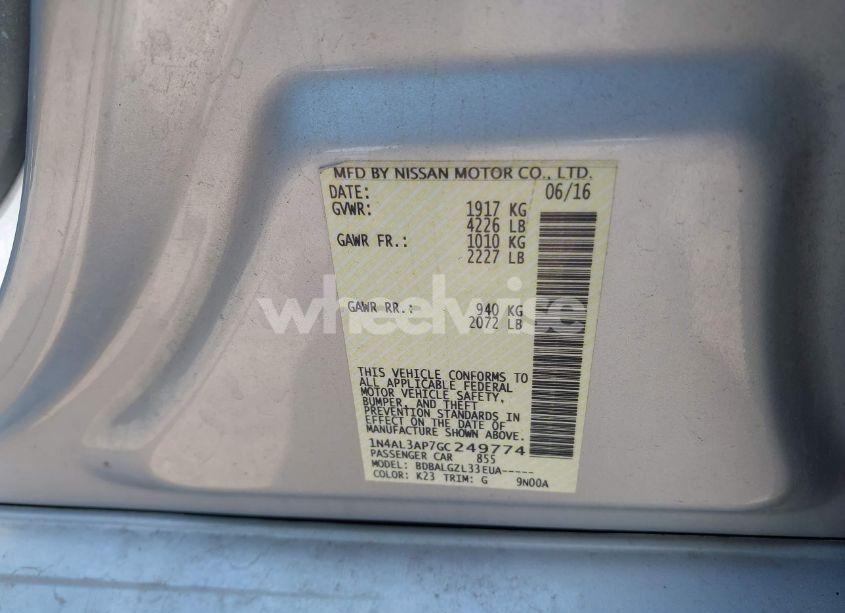 MFD BY NISSAN MOTOR CO., LTD.
DATE: 06/16
GVWR: 1917 KG
4226 LB
GAWR FR.: 1010 KG
2227 LB
GAWR RR.: 940 KG
2072 LB
wheelwise
THIS VEHICLE CONFORMS TO
ALL APPLICABLE FEDERAL
MOTOR VEHICLE SAFETY,
BUMPER, AND THEFT
PREVENTION STANDARDS IN
EFFECT ON THE DATE OF
MANUFACTURE SHOWN ABOVE.
1N4AL3AP7GC249774
PASSENGER CAR 855
MODEL: BDBALGZL33EUA-----
COLOR: K23 TRIM: G 9N00A